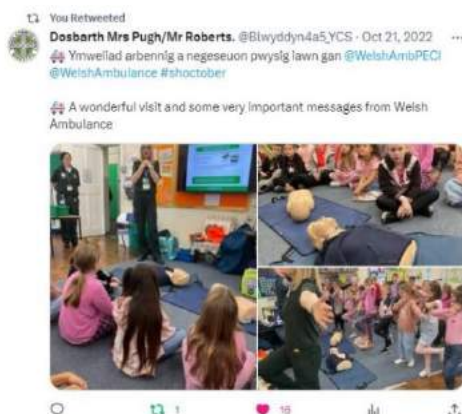 You Retweeted
Dosbarth Mrs Pugh/Mr Roberts. @Blwyddyn4a5_YCS · Oct 21, 2022 ...
🚑 Ymweliad arbennig a negeseuon pwysig iawn gan @WelshAmbPECI
@WelshAmbulance #shoctober
🚑 A wonderful visit and some very important messages from Welsh
Ambulance
1
16